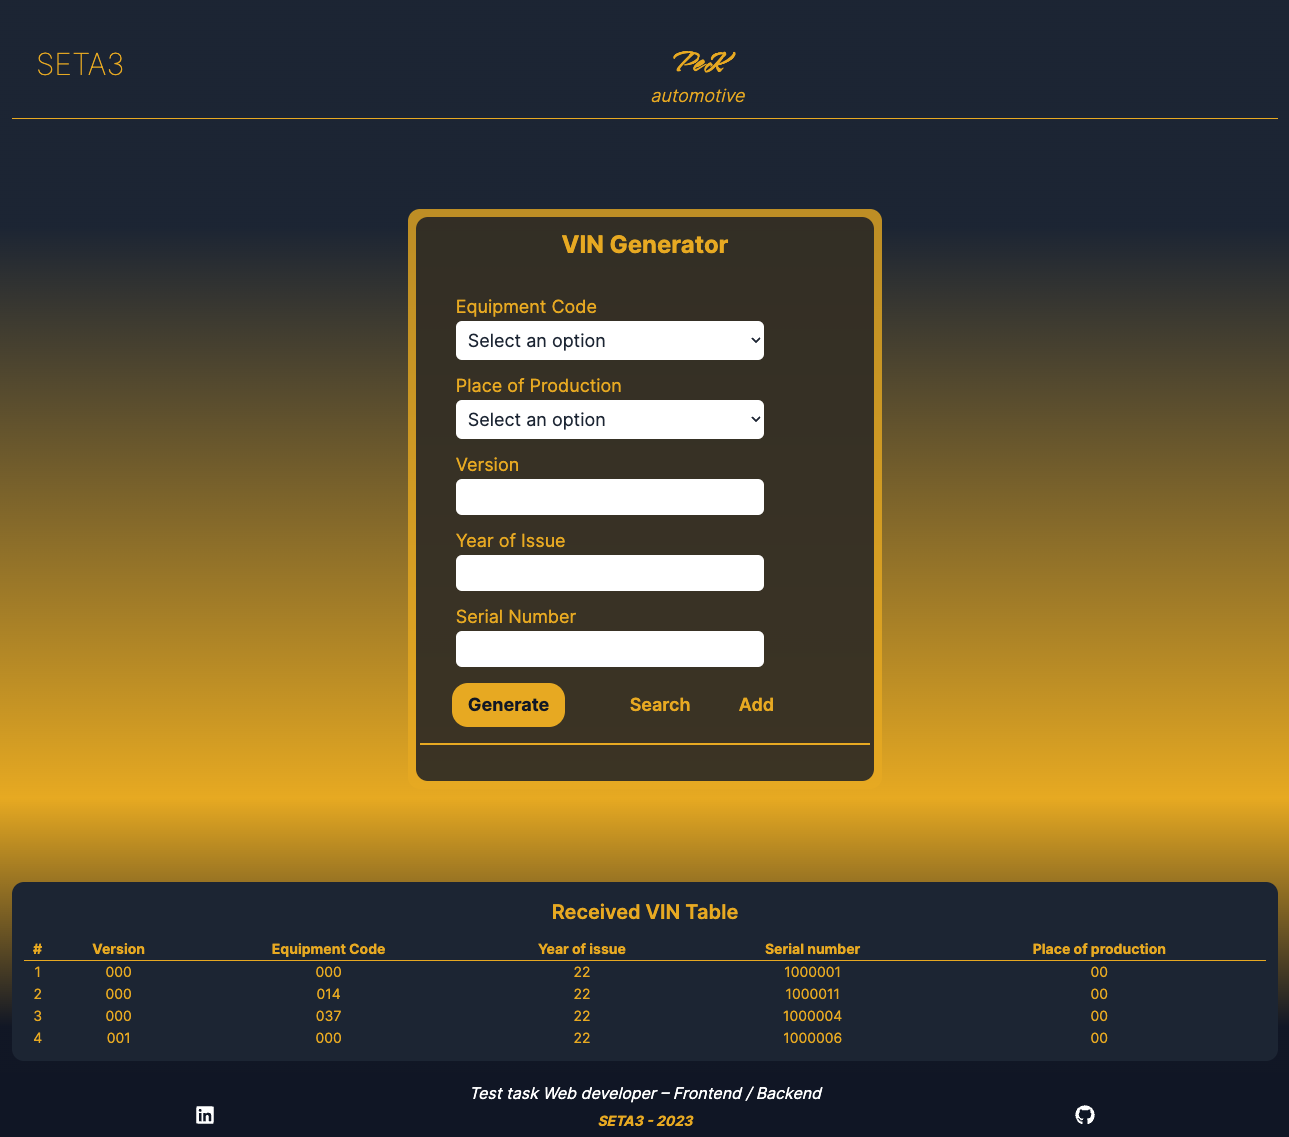 SETA3
PeK
automotive
VIN Generator
Equipment Code
Select an option
Place of Production
Select an option
Version
Year of Issue
Serial Number
Generate Search Add
Received VIN Table
# Version Equipment Code Year of issue Serial number Place of production
1 000 000 22 1000001 00
2 000 014 22 1000011 00
3 000 037 22 1000004 00
4 001 000 22 1000006 00
Test task Web developer – Frontend / Backend
SETA3 - 2023